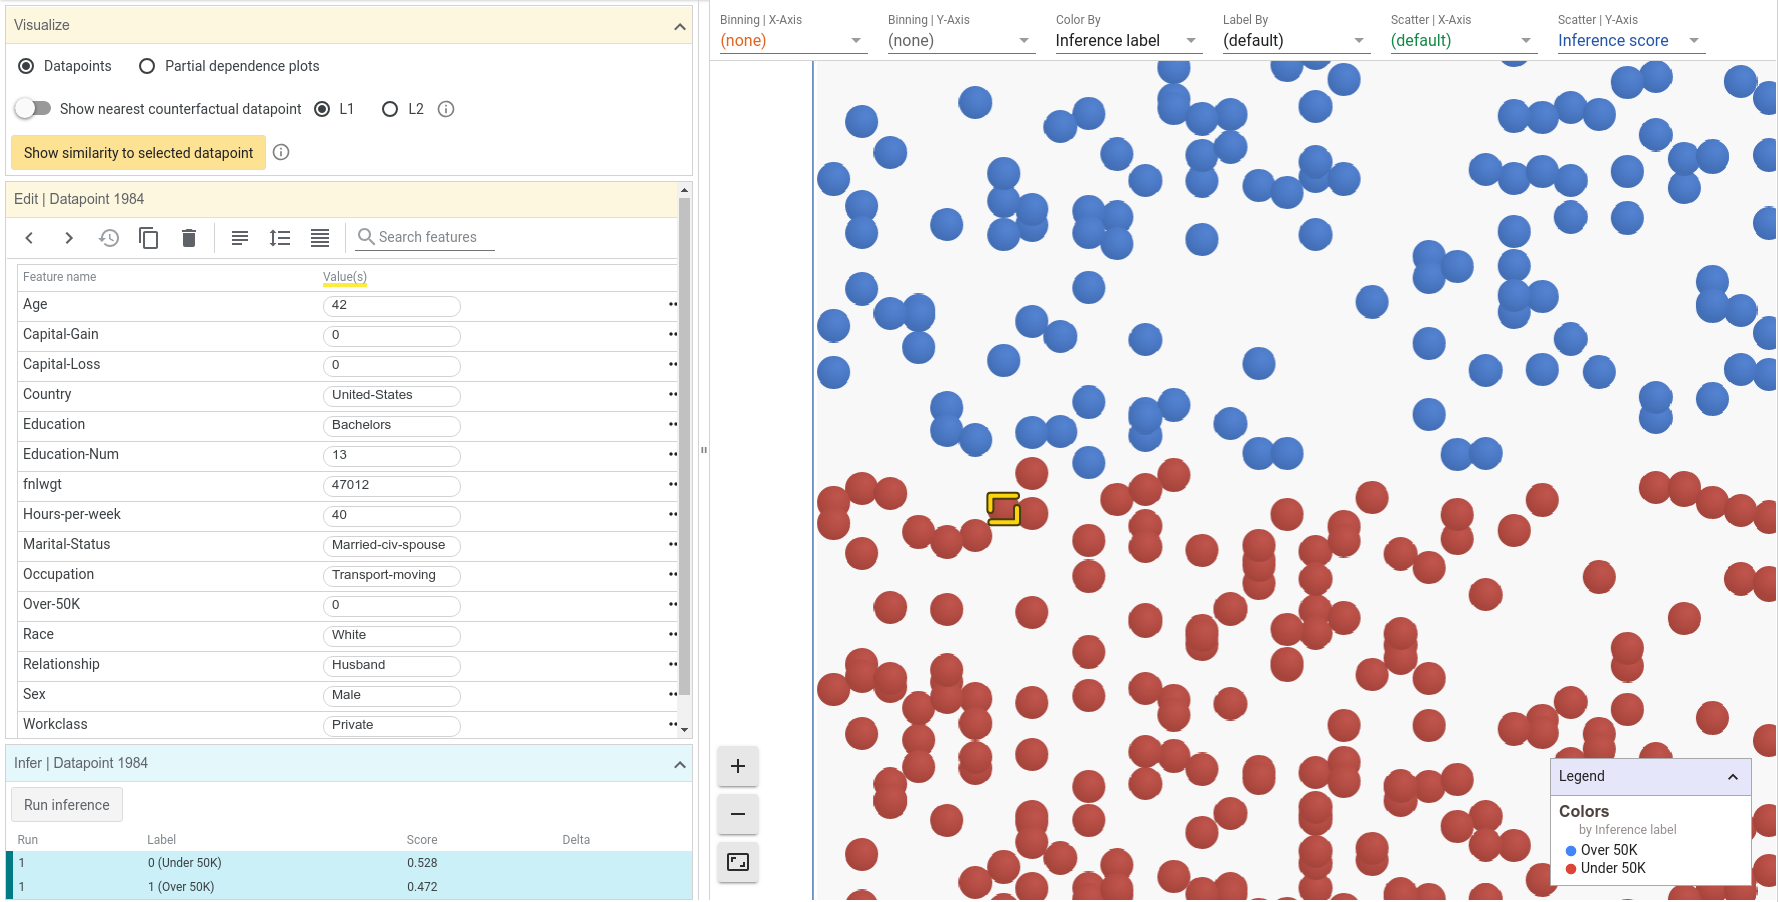 Visualize
Datapoints Partial dependence plots
Show nearest counterfactual datapoint L1 L2
Show similarity to selected datapoint
Edit | Datapoint 1984
Search features
Feature name Value(s)
Age 42
Capital-Gain 0
Capital-Loss 0
Country United-States
Education Bachelors
Education-Num 13
fnlwgt 47012
Hours-per-week 40
Marital-Status Married-civ-spouse
Occupation Transport-moving
Over-50K 0
Race White
Relationship Husband
Sex Male
Workclass Private
Infer | Datapoint 1984
Run inference
Run Label Score Delta
1 0 (Under 50K) 0.528
1 1 (Over 50K) 0.472
Binning | X-Axis Binning | Y-Axis Color By Label By Scatter | X-Axis Scatter | Y-Axis
(none) (none) Inference label (default) (default) Inference score
Legend
Colors
by Inference label
Over 50K
Under 50K